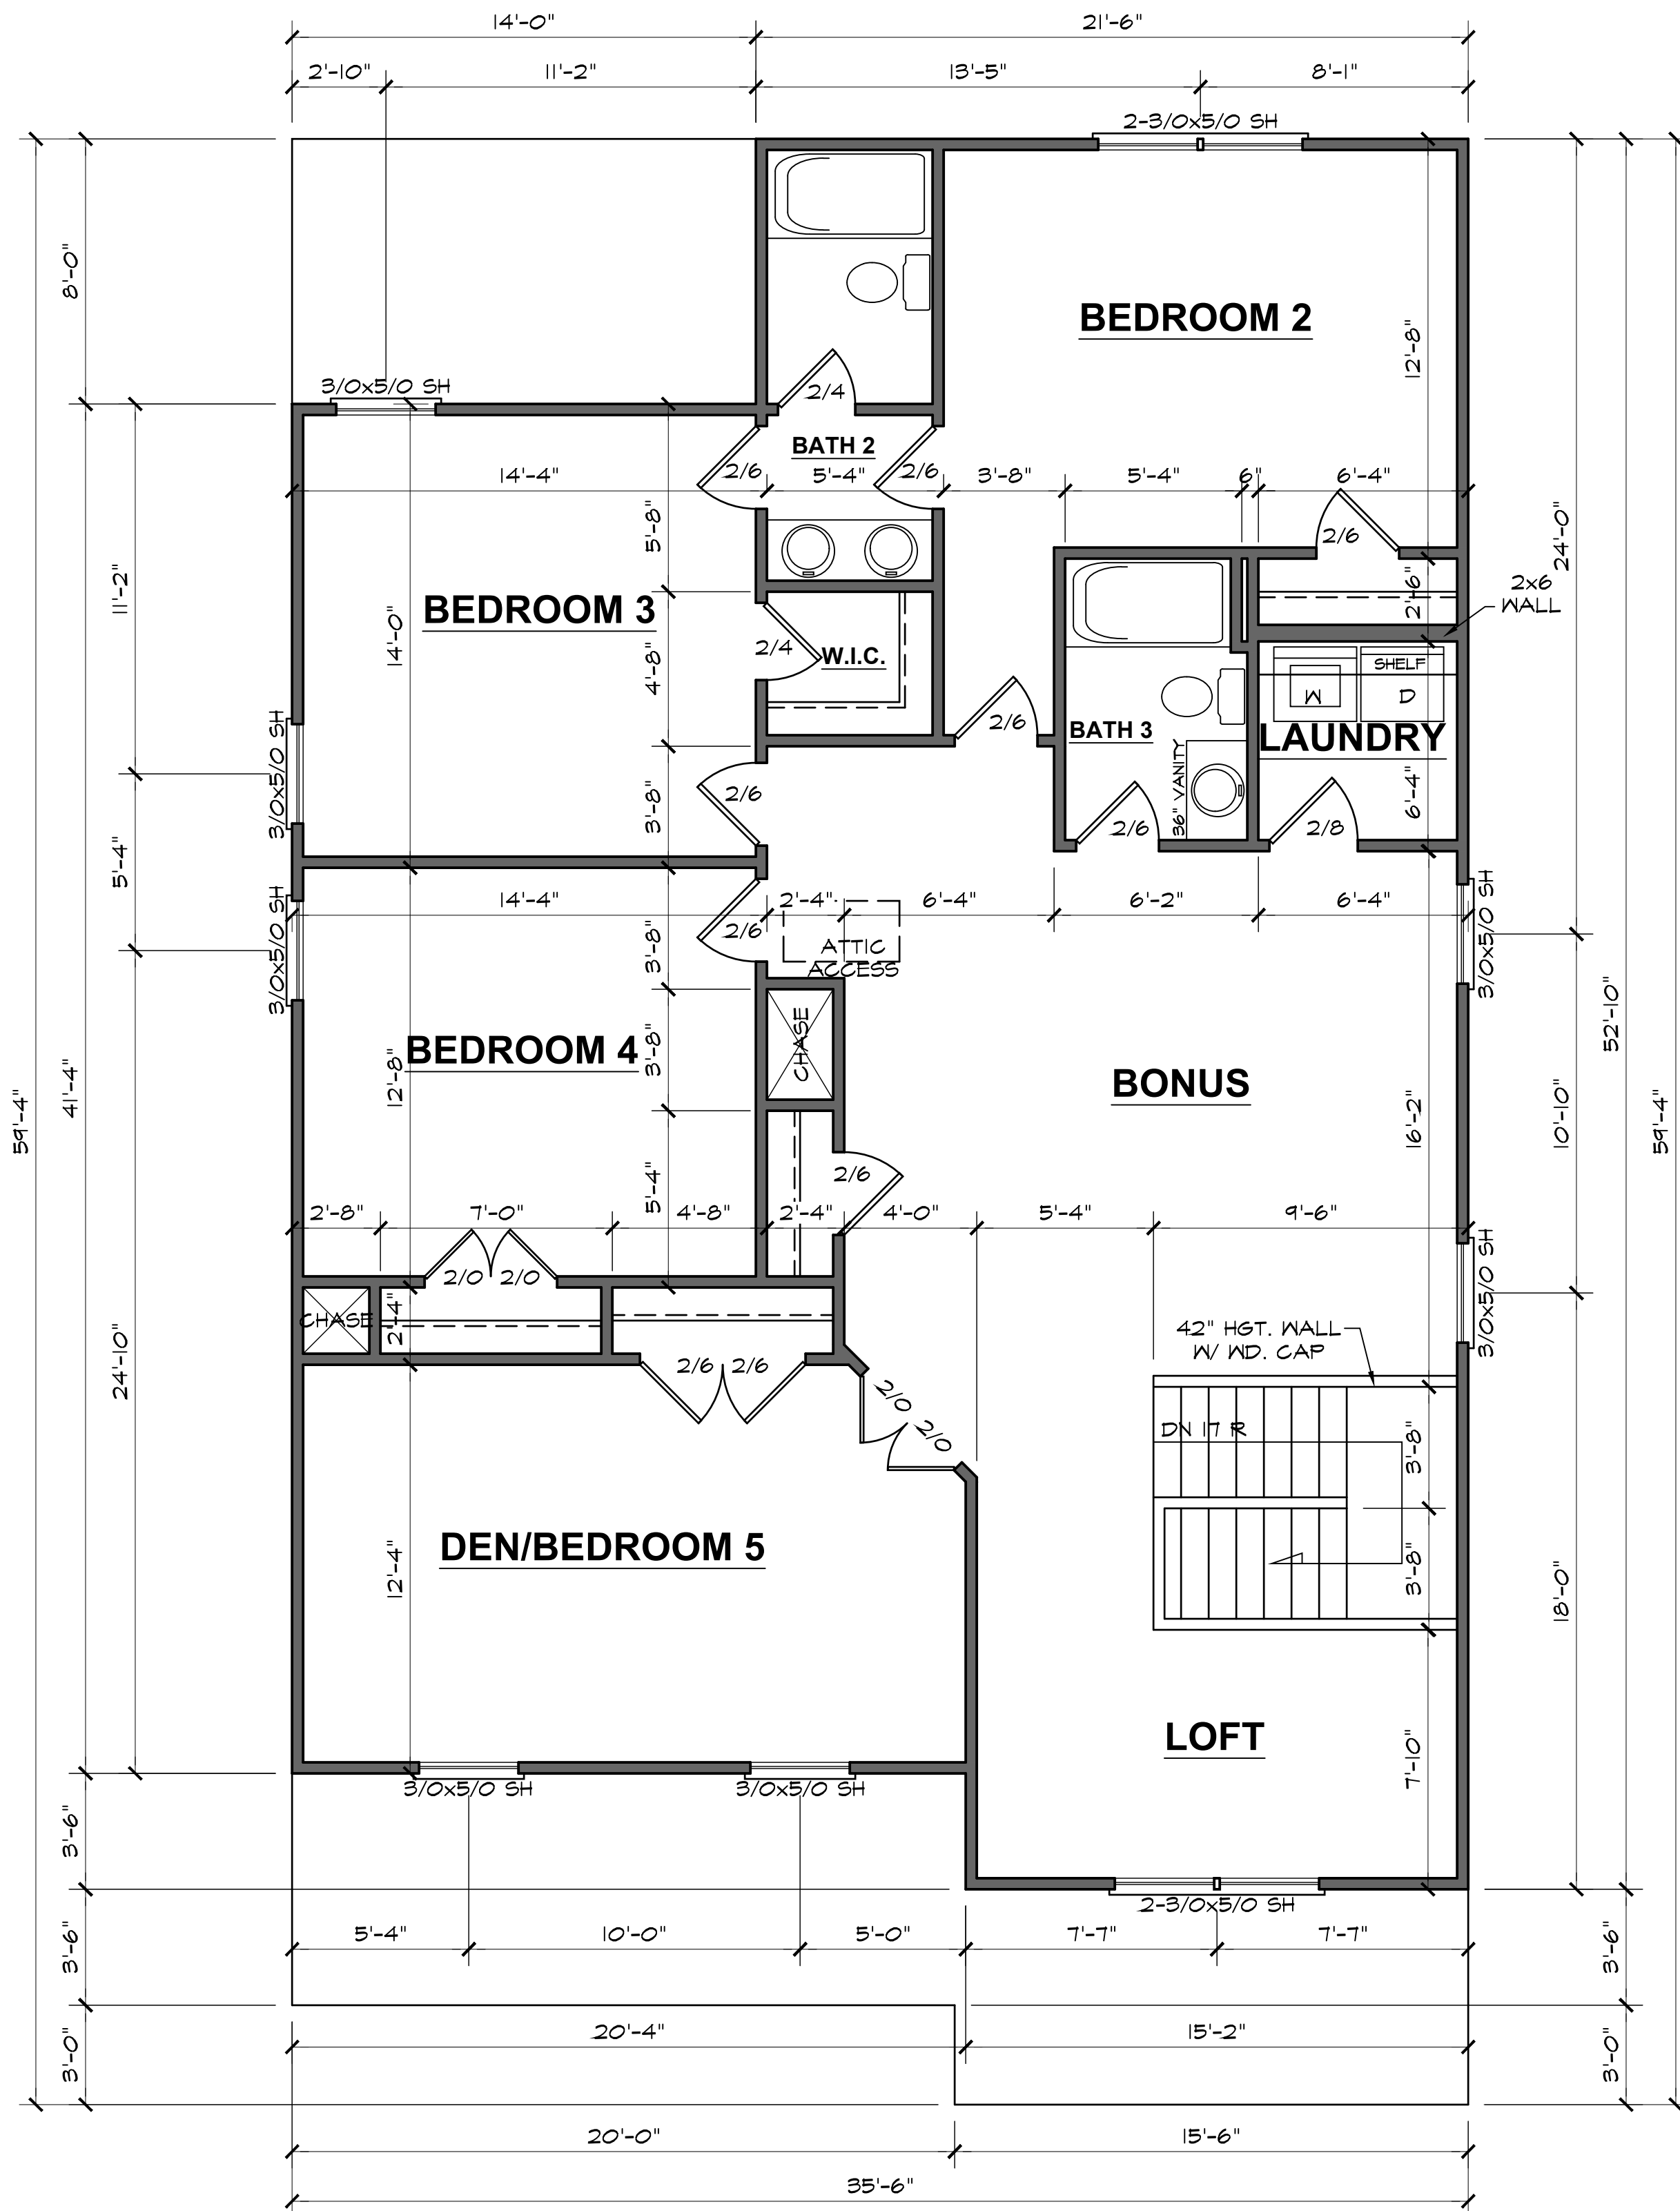 14'-0"
21'-6"
2'-10"
11'-2"
13'-5"
8'-1"
2-3/0x5/0 SH
8'-0"
BEDROOM 2
12'-8"
3/0x5/0 SH
2/4
BATH 2
2/6
2/6
14'-4"
5'-4"
3'-8"
5'-4"
6"
6'-4"
5'-8"
2/6
24'-0"
11'-2"
BEDROOM 3
14'-0"
2'-6"
2x6
WALL
2/4
W.I.C.
4'-8"
SHELF
W
D
2/6
BATH 3
LAUNDRY
3/0x5/0 SH
36" VANITY
6'-4"
2/6
3'-8"
2/6
2/8
5'-4"
3/0x5/0 SH
14'-4"
2'-4"
6'-4"
6'-2"
6'-4"
3/0x5/0 SH
2/6
3'-8"
ATTIC
ACCESS
52'-10"
CHASE
BEDROOM 4
12'-8"
3'-8"
BONUS
16'-2"
10'-10"
59'-4"
41'-4"
59'-4"
2/6
5'-4"
2'-8"
7'-0"
4'-8"
2'-4"
4'-0"
5'-4"
9'-6"
3/0x5/0 SH
2/0
2/0
CHASE
2'-4"
42" HGT. WALL
W/ WD. CAP
24'-10"
2/6
2/6
2/0
2/0
DN 17 R
3'-8"
DEN/BEDROOM 5
12'-4"
3'-8"
18'-0"
LOFT
7'-10"
3/0x5/0 SH
3/0x5/0 SH
3'-6"
2-3/0x5/0 SH
5'-4"
10'-0"
5'-0"
7'-7"
7'-7"
3'-6"
3'-6"
20'-4"
15'-2"
3'-0"
3'-0"
20'-0"
15'-6"
35'-6"